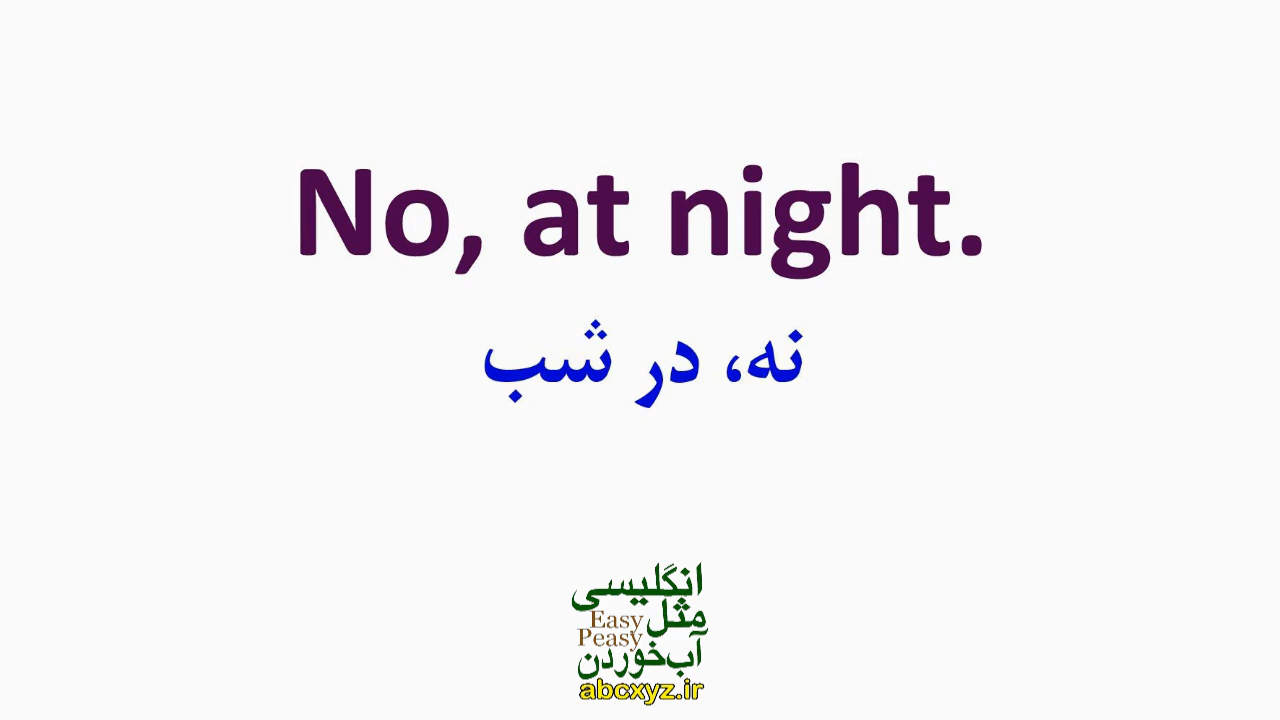 No, at night.
نه، در شب
انگلیسی
مثل
Easy
Peasy
آب‌خوردن
abcxyz.ir